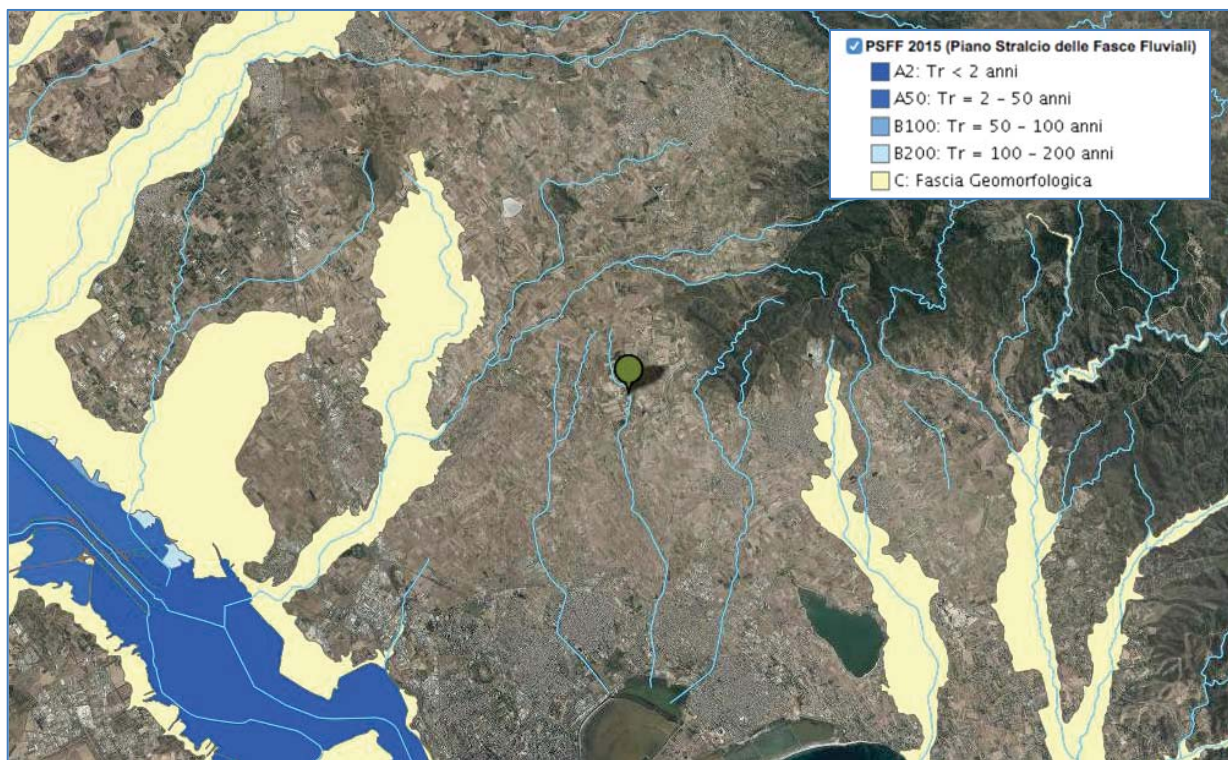 PSFF 2015 (Piano Stralcio delle Fasce Fluviali)
A2: Tr < 2 anni
A50: Tr = 2 – 50 anni
B100: Tr = 50 – 100 anni
B200: Tr = 100 – 200 anni
C: Fascia Geomorfologica